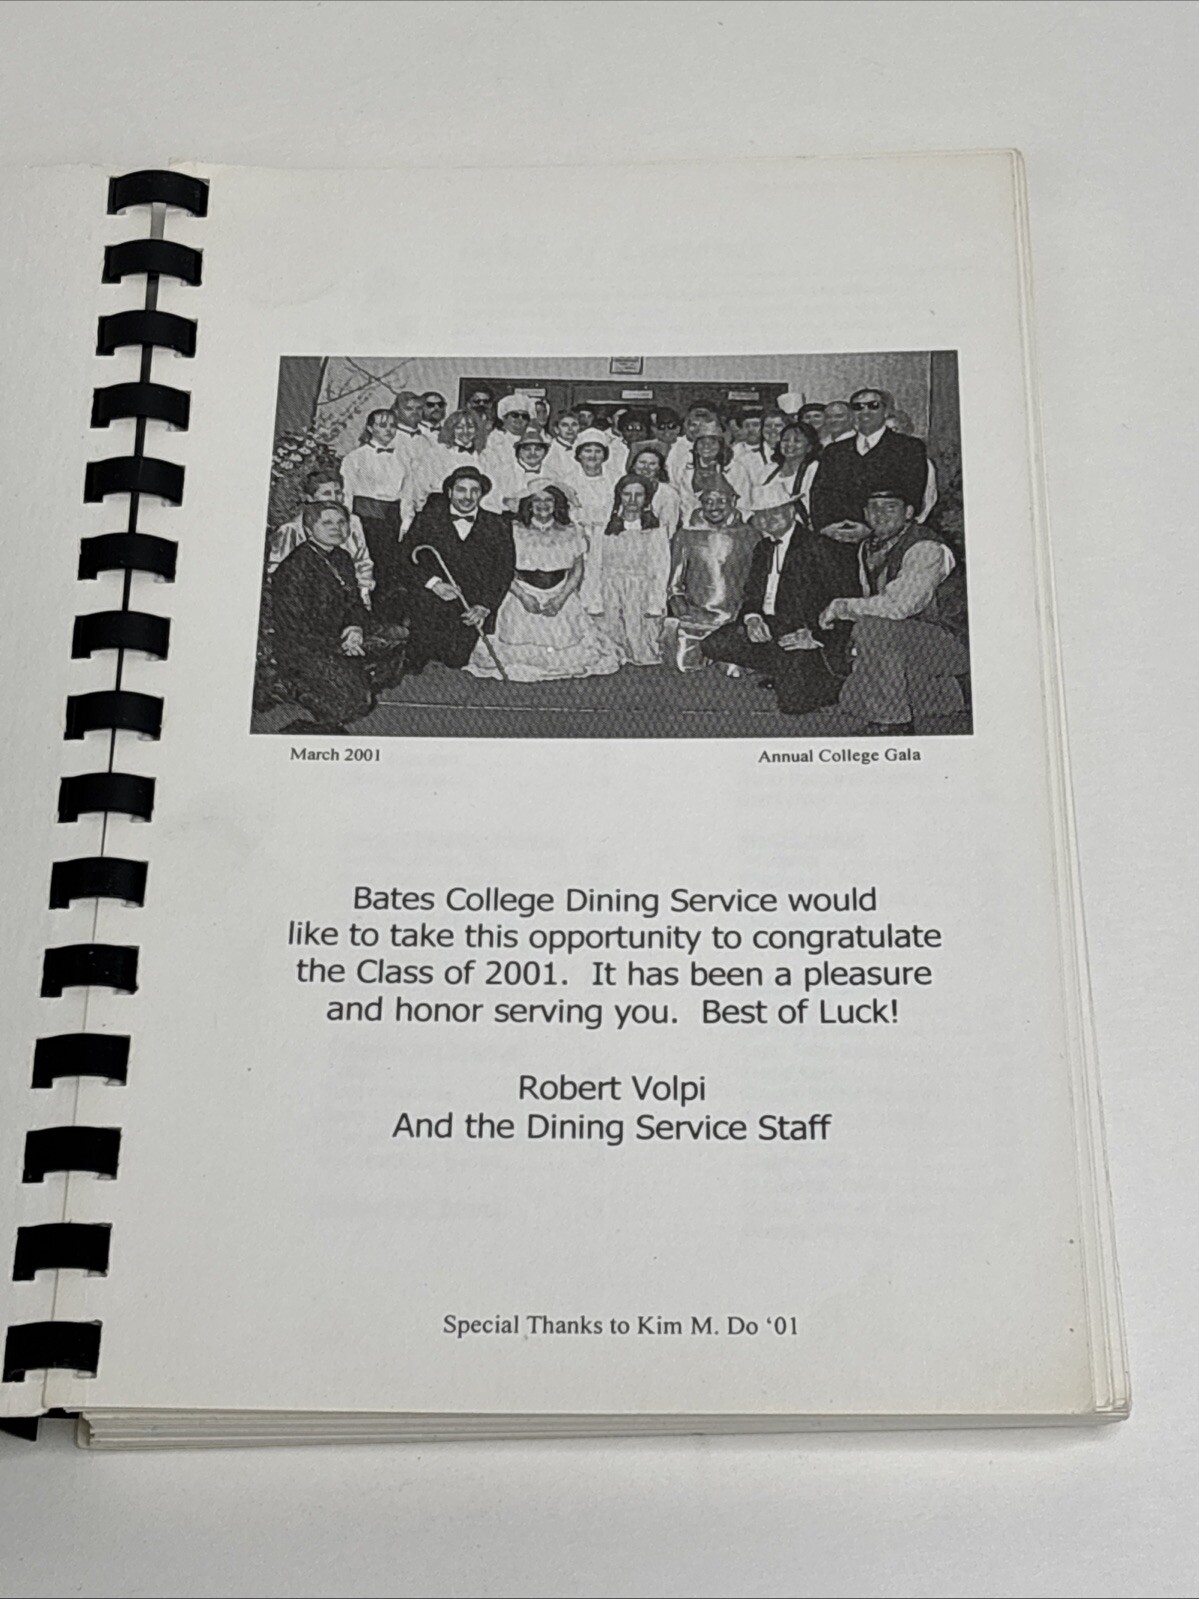 March 2001
Annual College Gala
Bates College Dining Service would
like to take this opportunity to congratulate
the Class of 2001.  It has been a pleasure
and honor serving you.  Best of Luck!
Robert Volpi
And the Dining Service Staff
Special Thanks to Kim M. Do ‘01